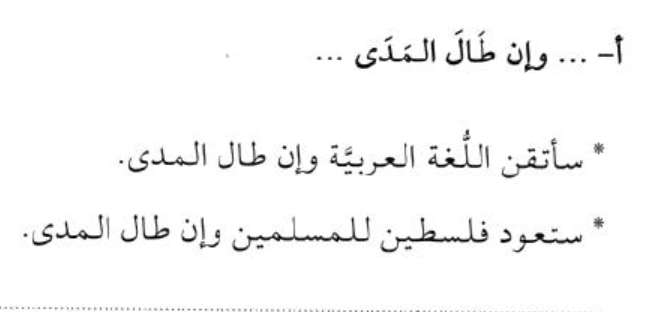 أ- ... وإن طَالَ المَدَى ...
* سأتقن اللُّغة العربيَّة وإن طال المدى.
* ستعود فلسطين للمسلمين وإن طال المدى.